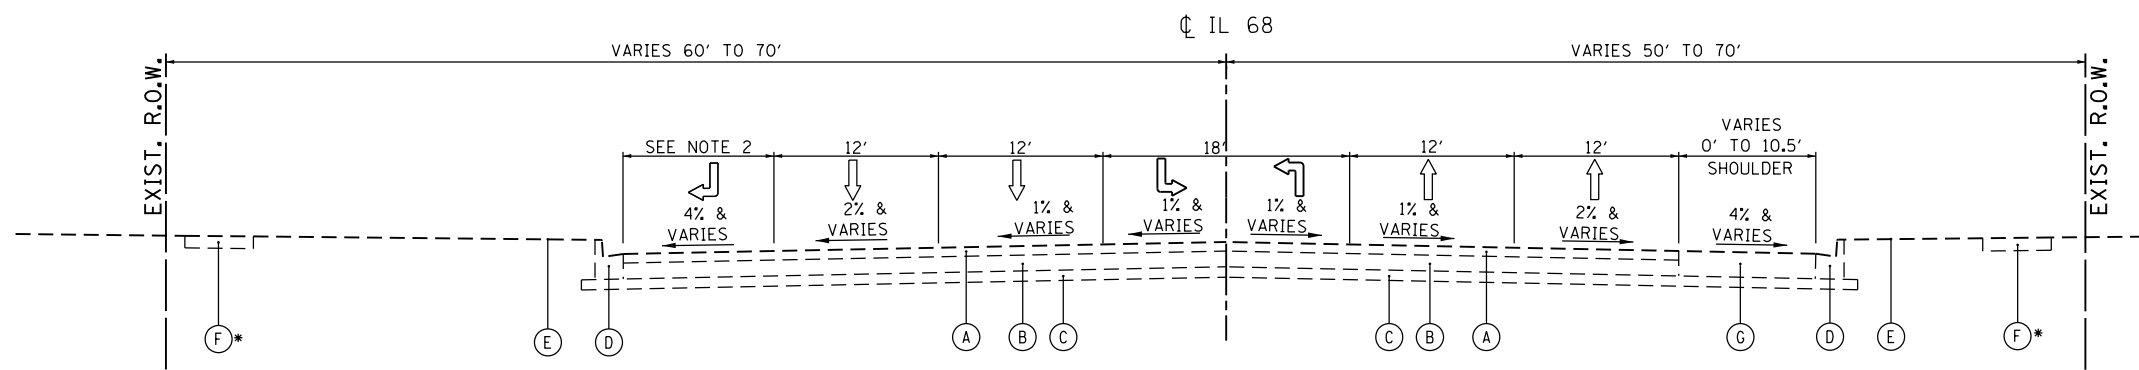 ℄ IL 68
VARIES 60' TO 70'
VARIES 50' TO 70'
EXIST. R.O.W.
EXIST. R.O.W.
SEE NOTE 2
12'
12'
18'
12'
12'
VARIES
0' TO 10.5'
SHOULDER
4% &
VARIES
2% &
VARIES
1% &
VARIES
1% &
VARIES
1% &
VARIES
1% &
VARIES
2% &
VARIES
4% &
VARIES
F*
E
D
A
B
C
C
B
A
G
D
E
F*